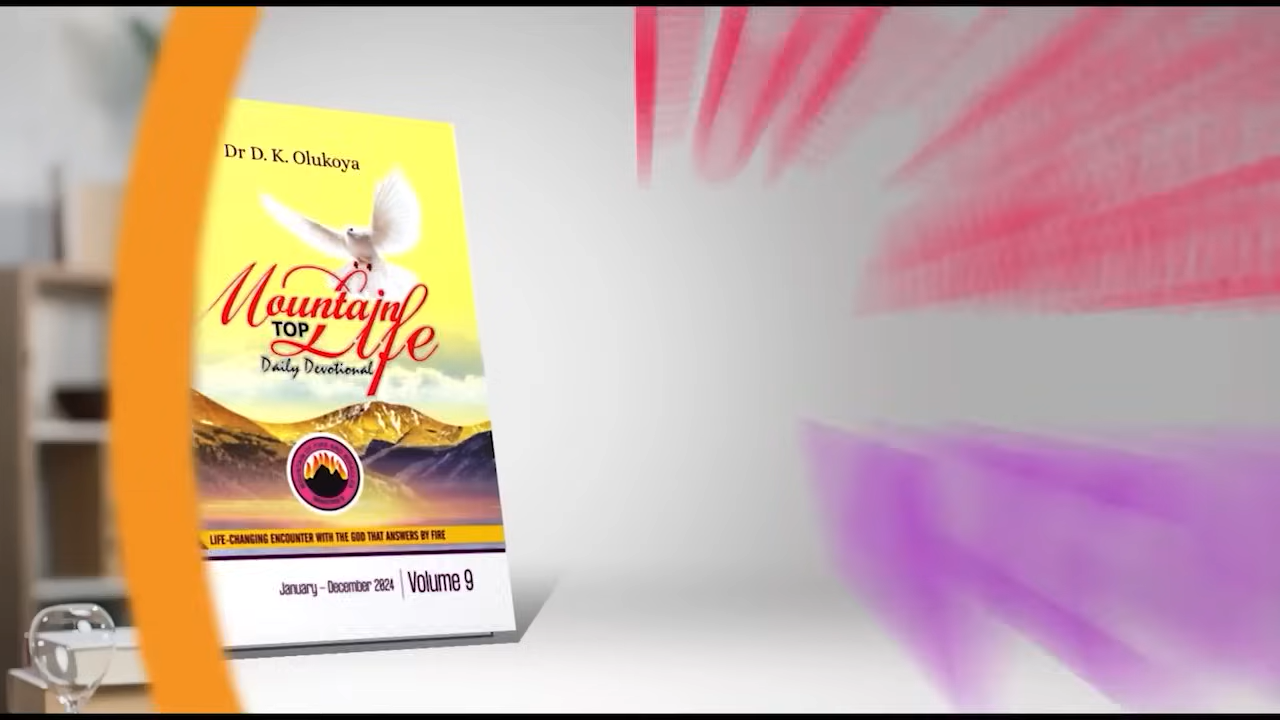 Dr D. K. Olukoya
Mountain
TOP
Life
Daily Devotional
LIFE-CHANGING ENCOUNTER WITH THE GOD THAT ANSWERS BY FIRE
January – December 2024 | Volume 9